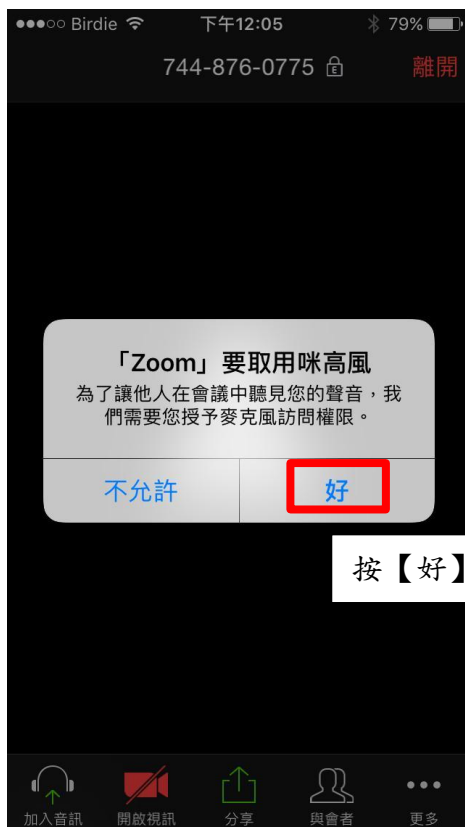 Birdie 下午12:05 79%
744-876-0775 離開
「Zoom」要取用咪高風
為了讓他人在會議中聽見您的聲音，我
們需要您授予麥克風訪問權限。
不允許 好
按【好】
加入音訊 開啟視訊 分享 與會者 更多